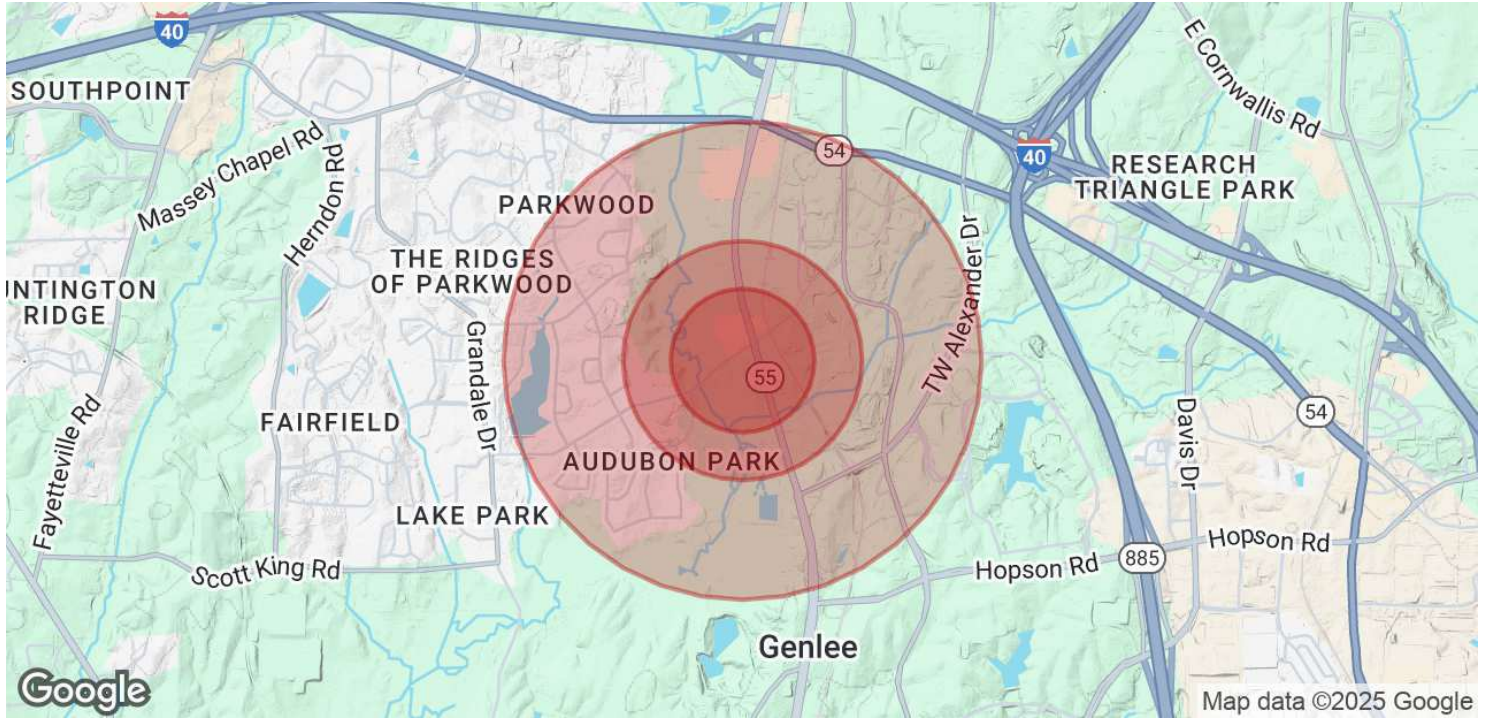 40
SOUTHPOINT
E Cornwallis Rd
Massey Chapel Rd
Herndon Rd
54
40
RESEARCH
TRIANGLE PARK
PARKWOOD
THE RIDGES
OF PARKWOOD
UNTINGTON
RIDGE
Grandale Dr
TW Alexander Dr
55
54
FAIRFIELD
Fayetteville Rd
Davis Dr
AUDUBON PARK
LAKE PARK
Scott King Rd
Hopson Rd
885
Hopson Rd
Genlee
Google
Map data ©2025 Google